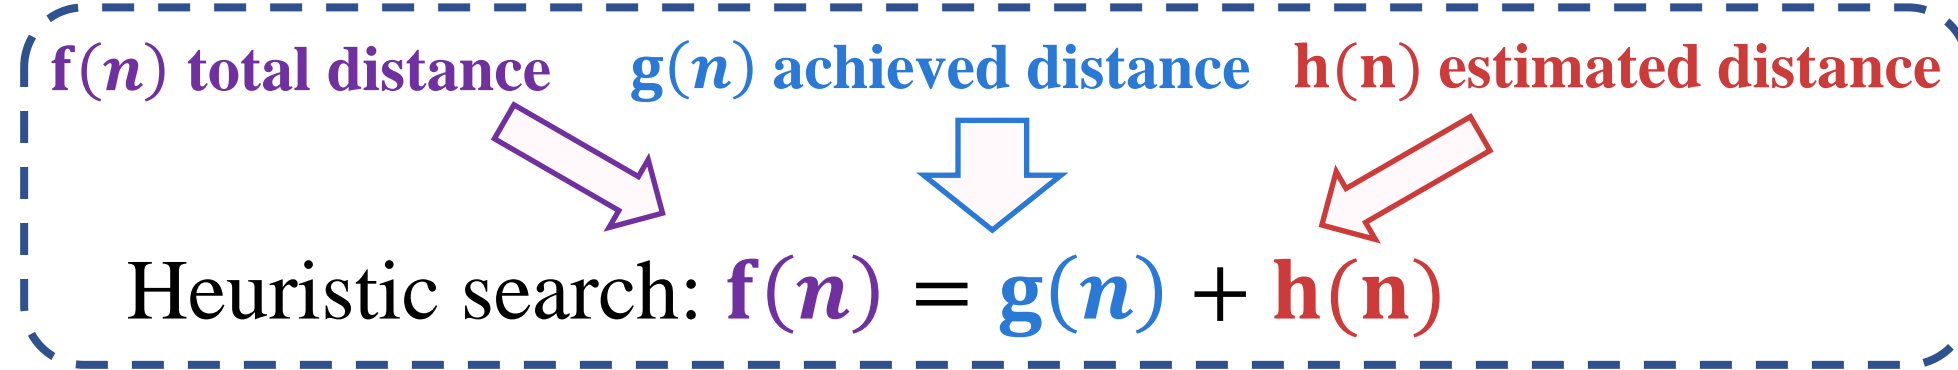 f(n) total distance g(n) achieved distance h(n) estimated distance
Heuristic search: f(n) = g(n) + h(n)